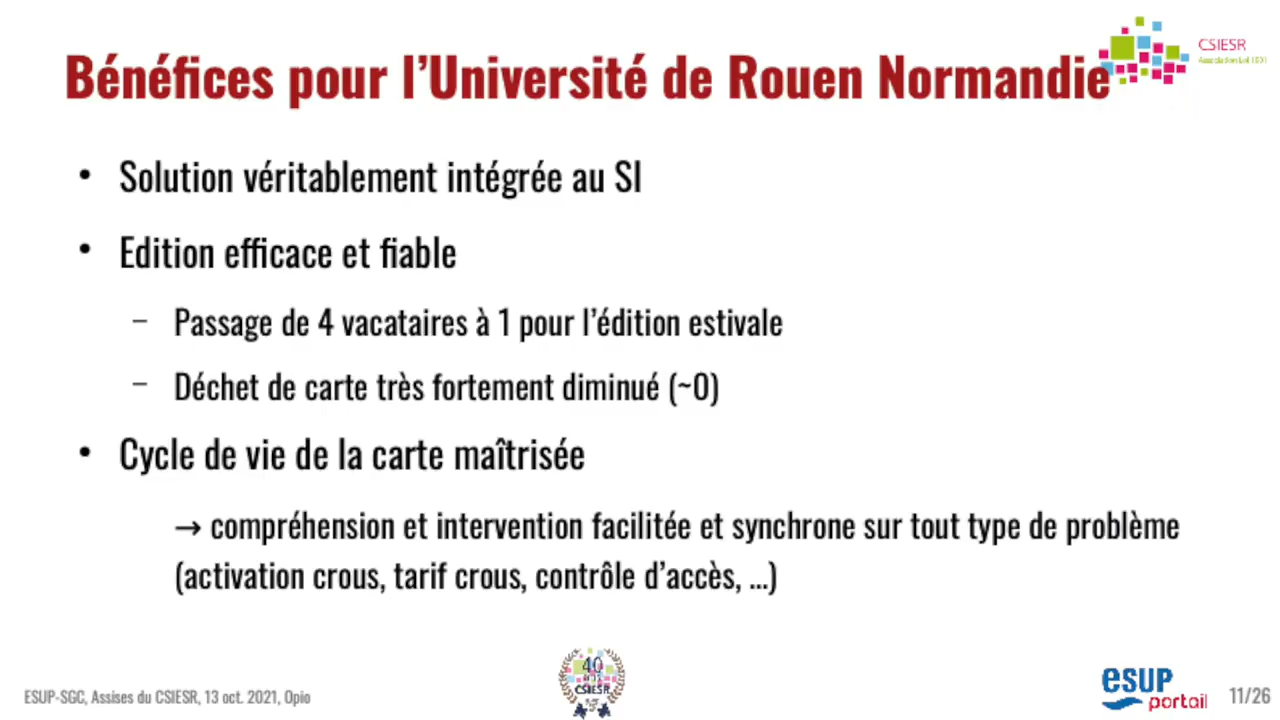 CSIESR
Association Loi 1901
Bénéfices pour l’Université de Rouen Normandie
• Solution véritablement intégrée au SI
• Edition efficace et fiable
– Passage de 4 vacataires à 1 pour l’édition estivale
– Déchet de carte très fortement diminué (~0)
• Cycle de vie de la carte maîtrisée
→ compréhension et intervention facilitée et synchrone sur tout type de problème
(activation crous, tarif crous, contrôle d’accès, ...)
40
CSIESR
ESUP-SGC, Assises du CSIESR, 13 oct. 2021, Opio
esup
portail
11/26